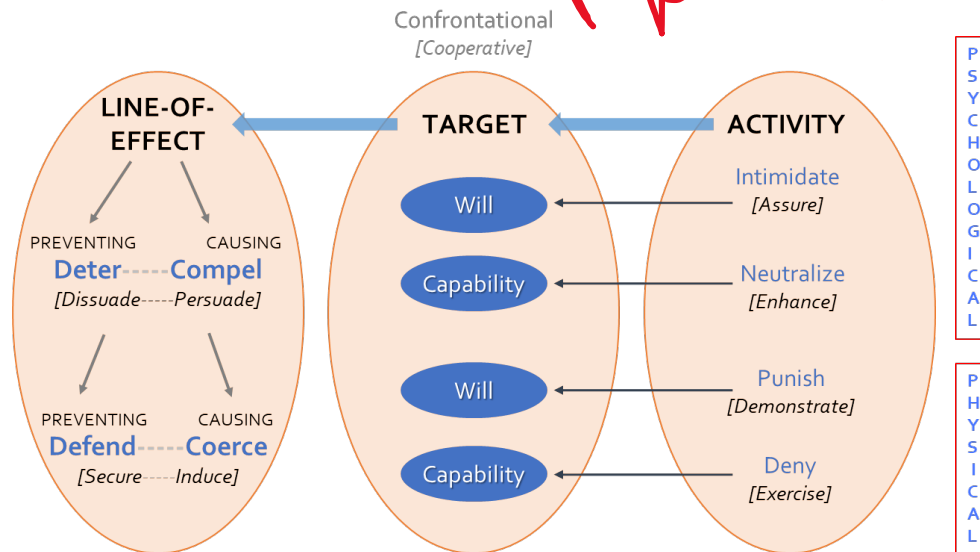 Confrontational
[Cooperative]
LINE-OF-
EFFECT
PREVENTING CAUSING
Deter-----Compel
[Dissuade-----Persuade]
PREVENTING CAUSING
Defend-----Coerce
[Secure-----Induce]
TARGET
Will
Capability
Will
Capability
ACTIVITY
Intimidate
[Assure]
Neutralize
[Enhance]
Punish
[Demonstrate]
Deny
[Exercise]
PSYCHOLOGICAL
PHYSICAL